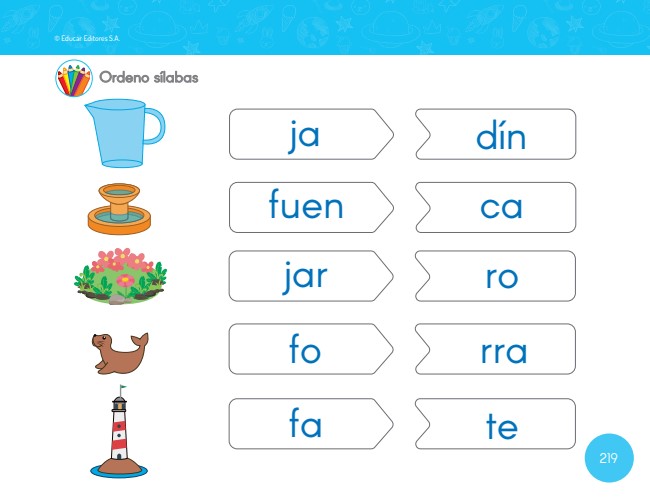 © Educar Editores S.A.
Ordeno sílabas
ja dín
fuen ca
jar ro
fo rra
fa te
219